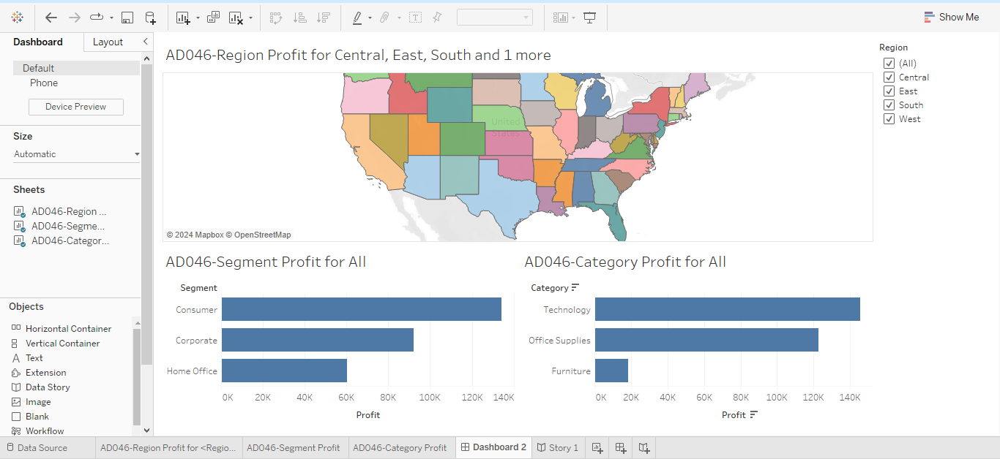 Show Me
Dashboard
Layout
Default
Phone
Device Preview
Size
Automatic
Sheets
AD046-Region ...
AD046-Segme...
AD046-Categor...
Objects
Horizontal Container
Vertical Container
Text
Extension
Data Story
Image
Blank
Workflow
AD046-Region Profit for Central, East, South and 1 more
United
States
© 2024 Mapbox © OpenStreetMap
Region
(All)
Central
East
South
West
AD046-Segment Profit for All
Segment
Consumer
Corporate
Home Office
0K 20K 40K 60K 80K 100K 120K 140K
Profit
AD046-Category Profit for All
Category
Technology
Office Supplies
Furniture
0K 20K 40K 60K 80K 100K 120K 140K
Profit
Data Source
AD046-Region Profit for <Regio...
AD046-Segment Profit
AD046-Category Profit
Dashboard 2
Story 1